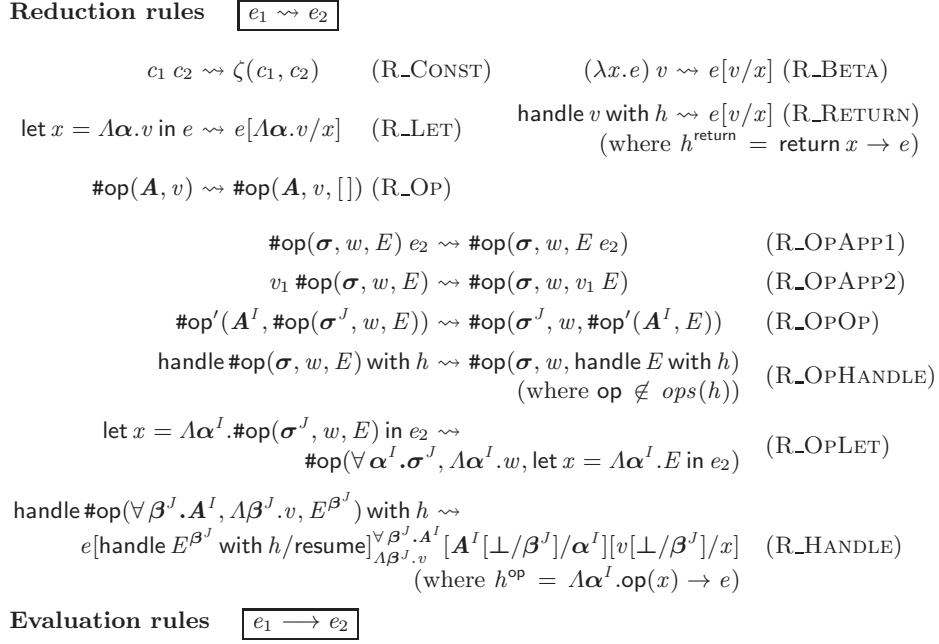 Reduction rules e₁ ⇝ e₂
c₁ c₂ ⇝ ζ(c₁, c₂) (R_CONST) (λx.e) v ⇝ e[v/x] (R_BETA)
let x = Λ𝜶.v in e ⇝ e[Λ𝜶.v/x] (R_LET) handle v with h ⇝ e[v/x] (R_RETURN)
(where h^return = return x → e)
#op(𝑨, v) ⇝ #op(𝑨, v, [ ]) (R_OP)
#op(𝝈, w, E) e₂ ⇝ #op(𝝈, w, E e₂) (R_OPAPP1)
v₁ #op(𝝈, w, E) ⇝ #op(𝝈, w, v₁ E) (R_OPAPP2)
#op′(𝑨^I, #op(𝝈^J, w, E)) ⇝ #op(𝝈^J, w, #op′(𝑨^I, E)) (R_OPOP)
handle #op(𝝈, w, E) with h ⇝ #op(𝝈, w, handle E with h) (R_OPHANDLE)
(where op ∉ ops(h))
let x = Λ𝜶^I.#op(𝝈^J, w, E) in e₂ ⇝ (R_OPLET)
#op(∀ 𝜶^I.𝝈^J, Λ𝜶^I.w, let x = Λ𝜶^I.E in e₂)
handle #op(∀ 𝜷^J.𝑨^I, Λ𝜷^J.v, E^{𝜷^J}) with h ⇝
e[handle E^{𝜷^J} with h/resume]^{∀ 𝜷^J.𝑨^I}_{Λ𝜷^J.v} [𝑨^I[⊥/𝜷^J]/𝜶^I][v[⊥/𝜷^J]/x] (R_HANDLE)
(where h^op = Λ𝜶^I.op(x) → e)
Evaluation rules e₁ ⟶ e₂